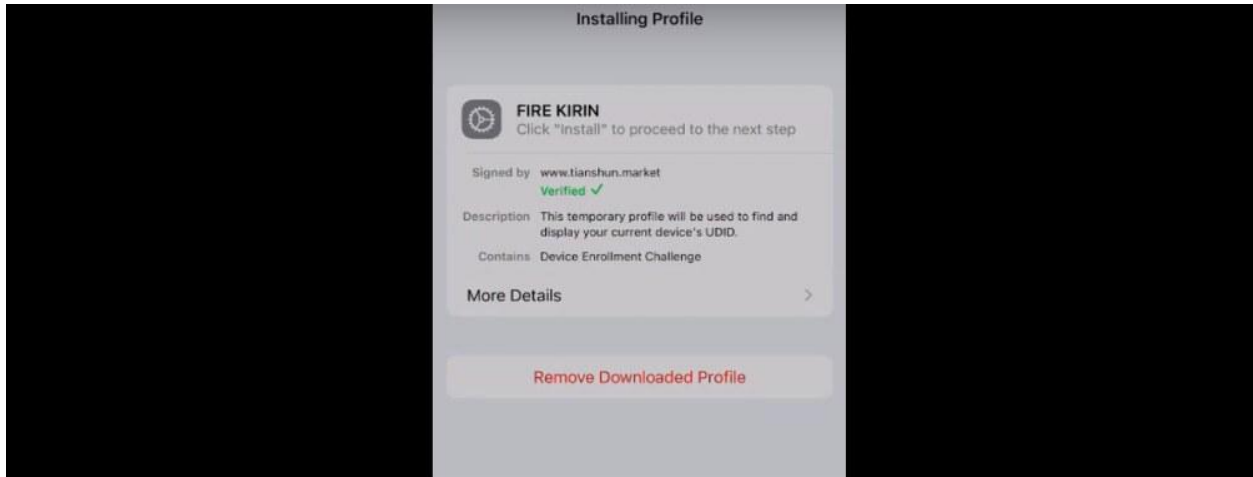 Installing Profile
FIRE KIRIN
Click "Install" to proceed to the next step
Signed by www.tianshun.market
Verified ✓
Description This temporary profile will be used to find and
display your current device's UDID.
Contains Device Enrollment Challenge
More Details
Remove Downloaded Profile